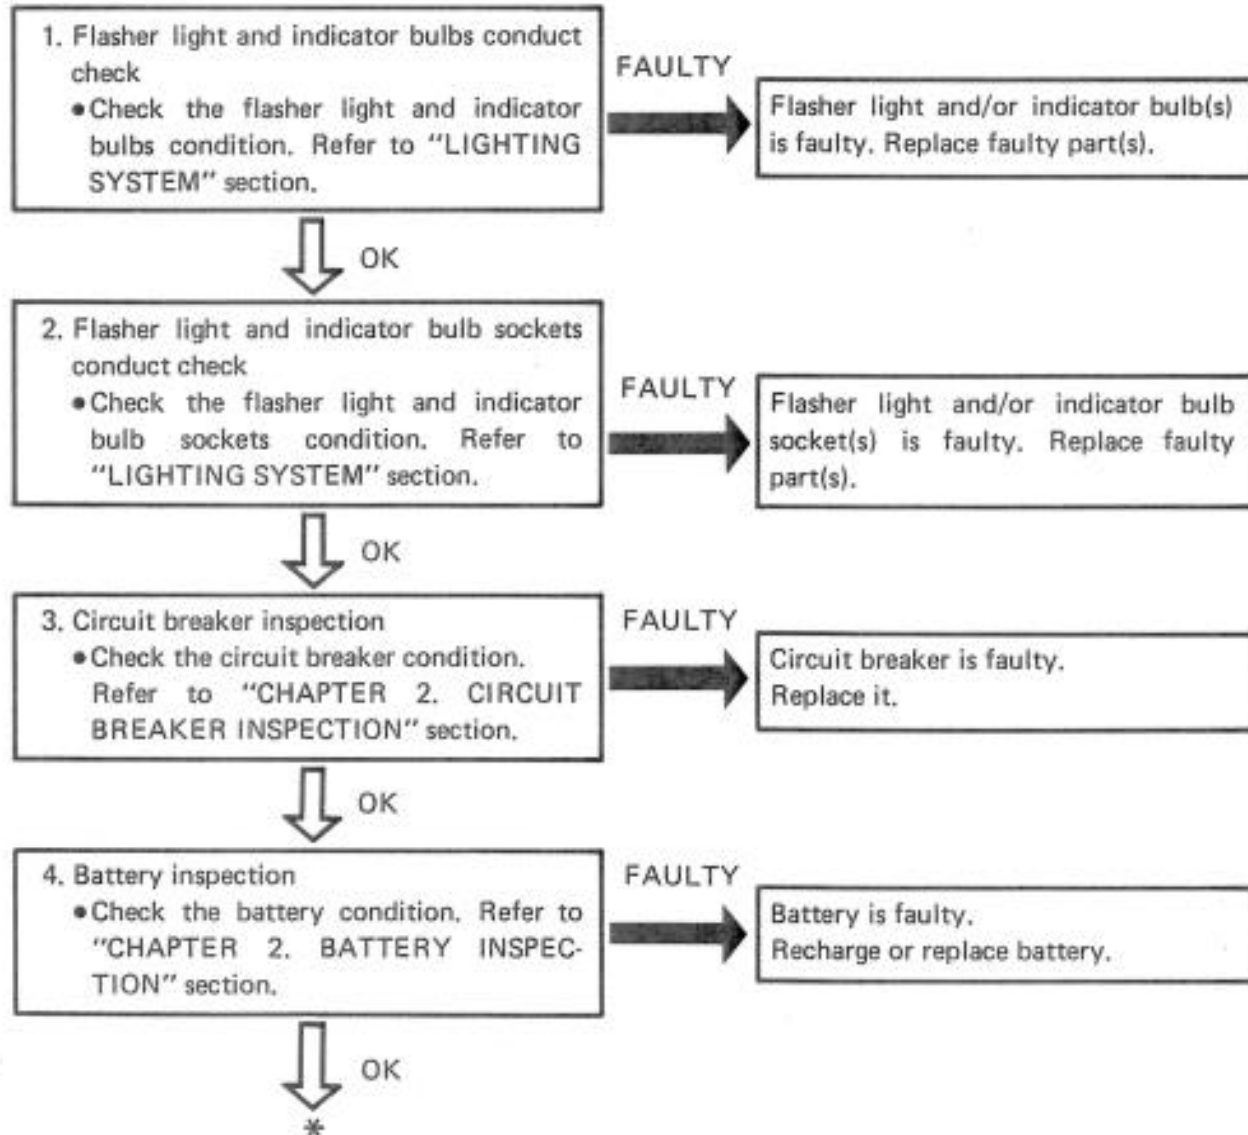 1. Flasher light and indicator bulbs conduct
check
•Check the flasher light and indicator
bulbs condition. Refer to "LIGHTING
SYSTEM" section.
FAULTY
Flasher light and/or indicator bulb(s)
is faulty. Replace faulty part(s).
OK
2. Flasher light and indicator bulb sockets
conduct check
•Check the flasher light and indicator
bulb sockets condition. Refer to
"LIGHTING SYSTEM" section.
FAULTY
Flasher light and/or indicator bulb
socket(s) is faulty. Replace faulty
part(s).
OK
3. Circuit breaker inspection
•Check the circuit breaker condition.
Refer to "CHAPTER 2. CIRCUIT
BREAKER INSPECTION" section.
FAULTY
Circuit breaker is faulty.
Replace it.
OK
4. Battery inspection
•Check the battery condition. Refer to
"CHAPTER 2. BATTERY INSPEC-
TION" section.
FAULTY
Battery is faulty.
Recharge or replace battery.
OK
*